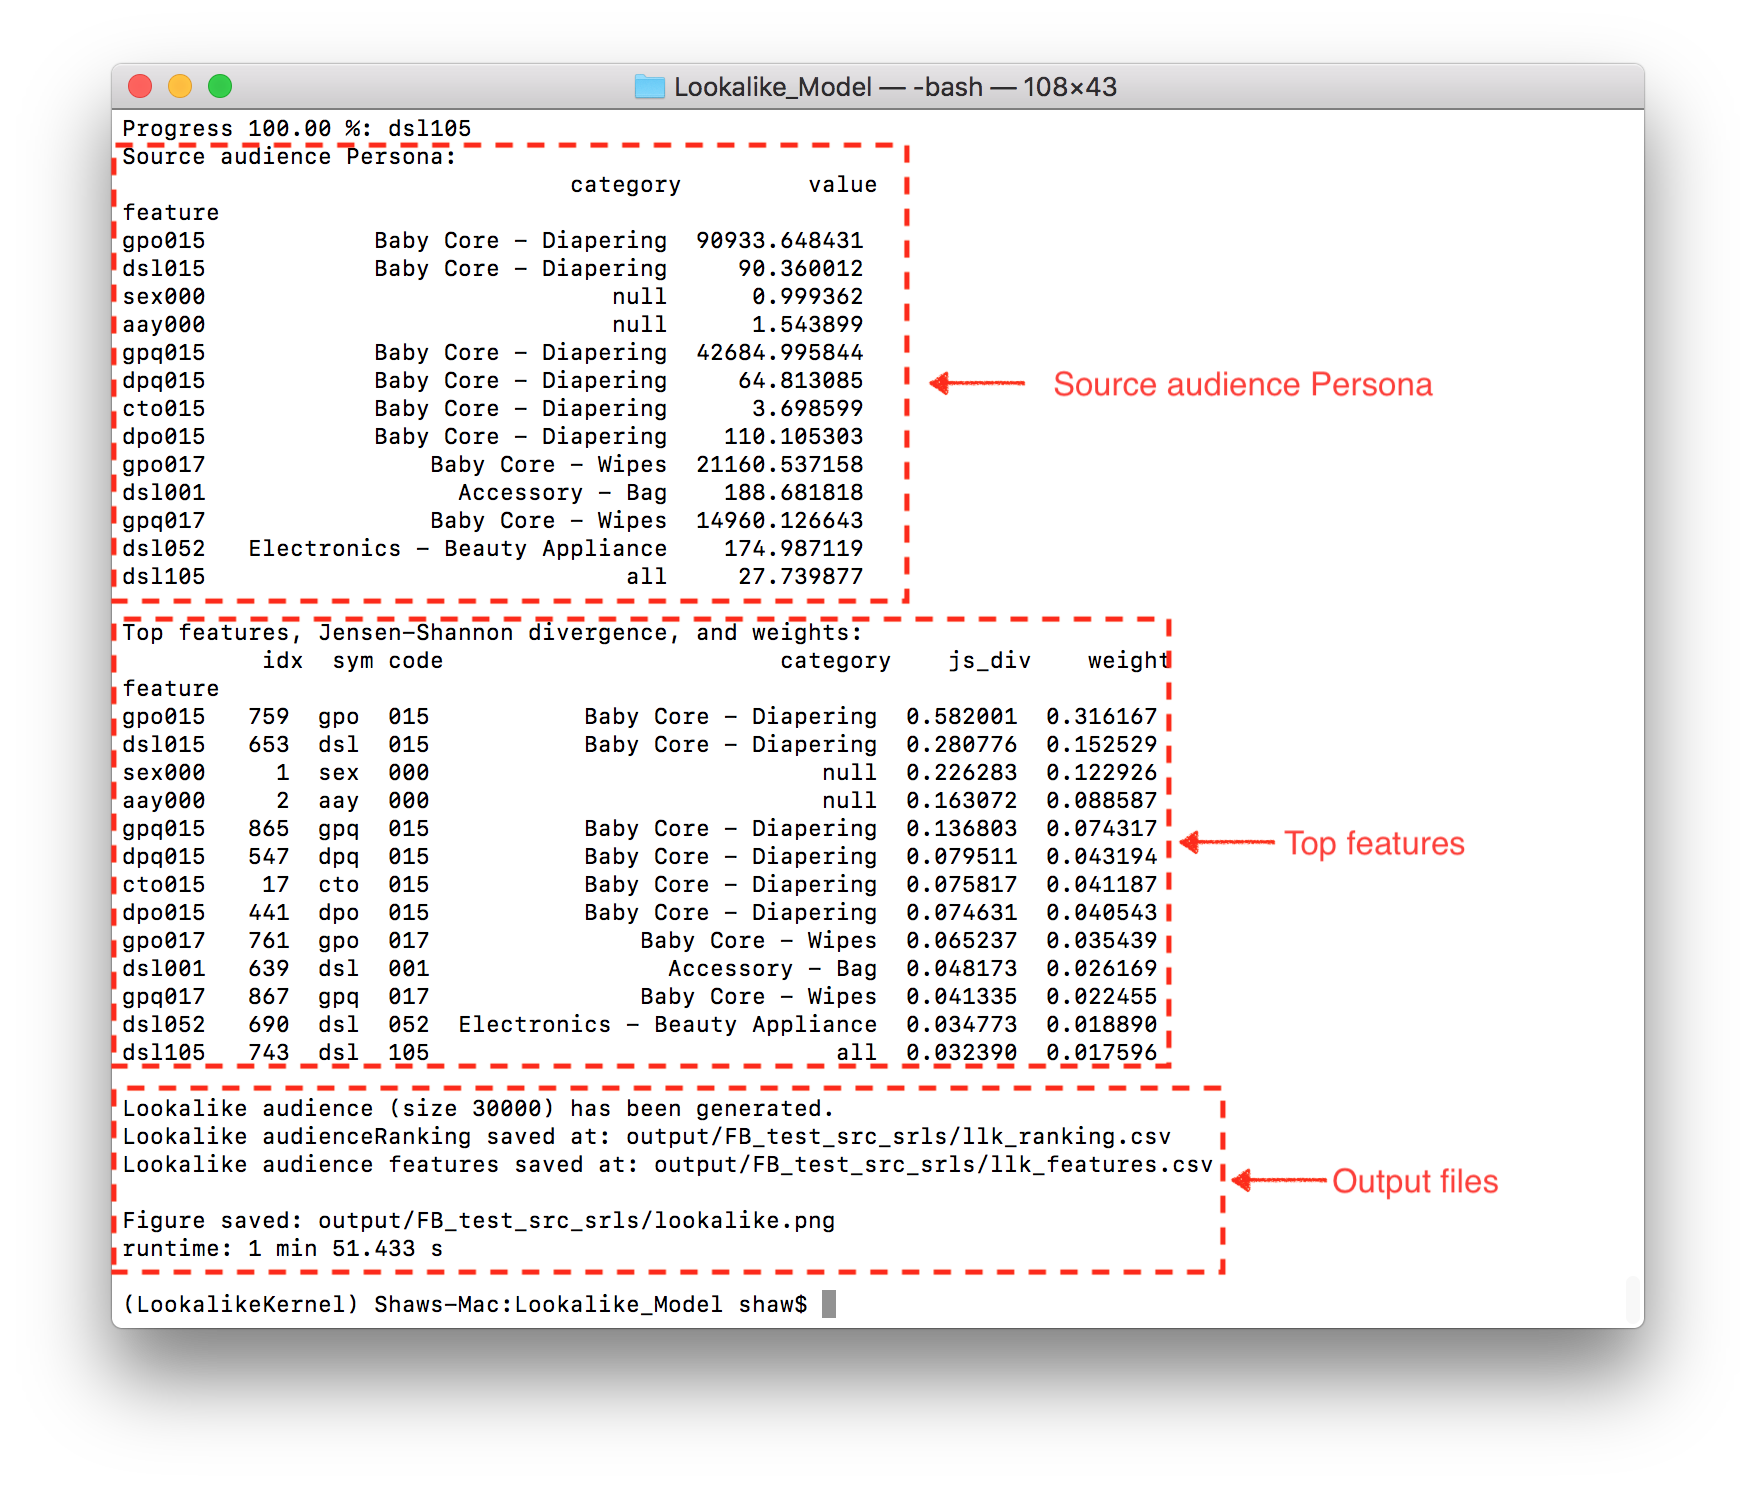 Lookalike_Model — -bash — 108×43
Progress 100.00 %: dsl105
Source audience Persona:
category value
feature
gpo015 Baby Core - Diapering 90933.648431
dsl015 Baby Core - Diapering 90.360012
sex000 null 0.999362
aay000 null 1.543899
gpq015 Baby Core - Diapering 42684.995844
dpq015 Baby Core - Diapering 64.813085
cto015 Baby Core - Diapering 3.698599
dpo015 Baby Core - Diapering 110.105303
gpo017 Baby Core - Wipes 21160.537158
dsl001 Accessory - Bag 188.681818
gpq017 Baby Core - Wipes 14960.126643
dsl052 Electronics - Beauty Appliance 174.987119
dsl105 all 27.739877
Source audience Persona
Top features, Jensen-Shannon divergence, and weights:
idx sym code category js_div weight
feature
gpo015 759 gpo 015 Baby Core - Diapering 0.582001 0.316167
dsl015 653 dsl 015 Baby Core - Diapering 0.280776 0.152529
sex000 1 sex 000 null 0.226283 0.122926
aay000 2 aay 000 null 0.163072 0.088587
gpq015 865 gpq 015 Baby Core - Diapering 0.136803 0.074317
dpq015 547 dpq 015 Baby Core - Diapering 0.079511 0.043194
cto015 17 cto 015 Baby Core - Diapering 0.075817 0.041187
dpo015 441 dpo 015 Baby Core - Diapering 0.074631 0.040543
gpo017 761 gpo 017 Baby Core - Wipes 0.065237 0.035439
dsl001 639 dsl 001 Accessory - Bag 0.048173 0.026169
gpq017 867 gpq 017 Baby Core - Wipes 0.041335 0.022455
dsl052 690 dsl 052 Electronics - Beauty Appliance 0.034773 0.018890
dsl105 743 dsl 105 all 0.032390 0.017596
Top features
Lookalike audience (size 30000) has been generated.
Lookalike audienceRanking saved at: output/FB_test_src_srls/llk_ranking.csv
Lookalike audience features saved at: output/FB_test_src_srls/llk_features.csv
Output files
Figure saved: output/FB_test_src_srls/lookalike.png
runtime: 1 min 51.433 s
(LookalikeKernel) Shaws-Mac:Lookalike_Model shaw$